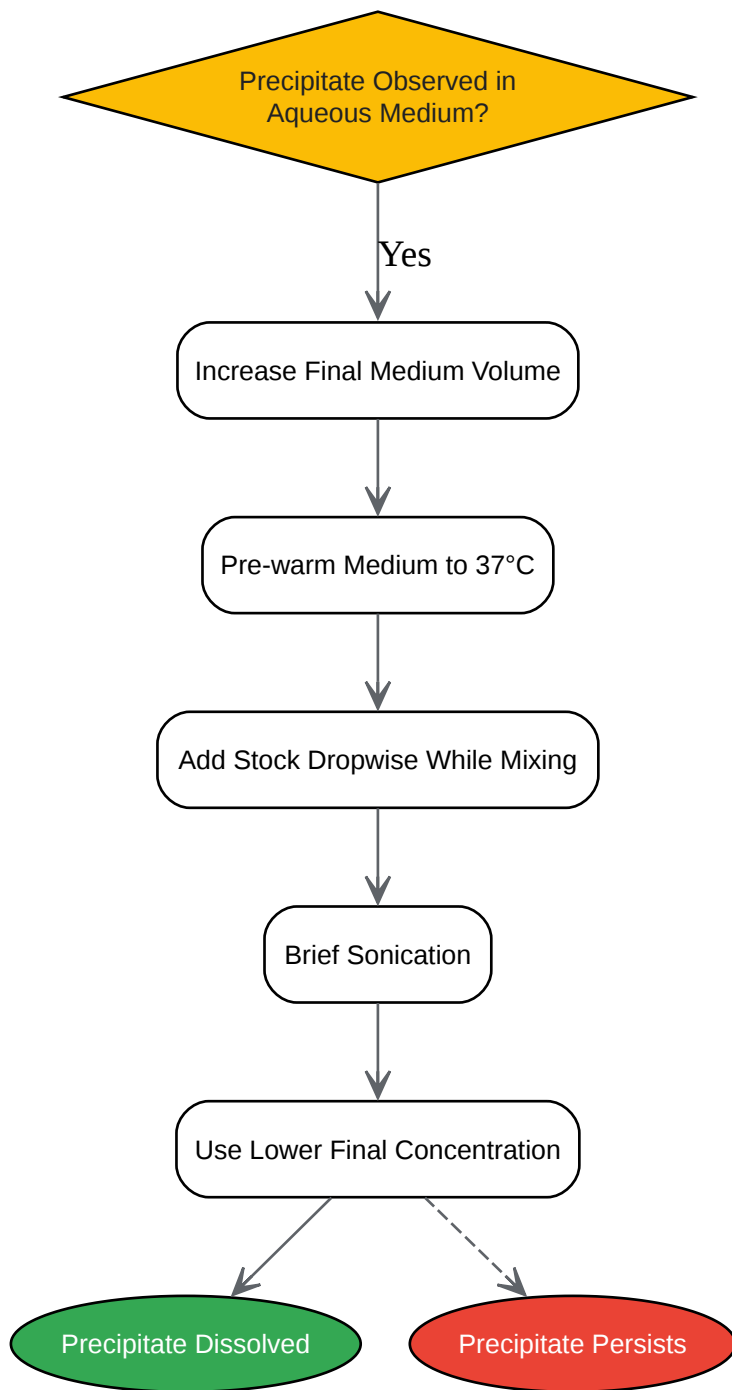 Precipitate Observed in
Aqueous Medium?
Yes
Increase Final Medium Volume
Pre-warm Medium to 37°C
Add Stock Dropwise While Mixing
Brief Sonication
Use Lower Final Concentration
Precipitate Dissolved
Precipitate Persists